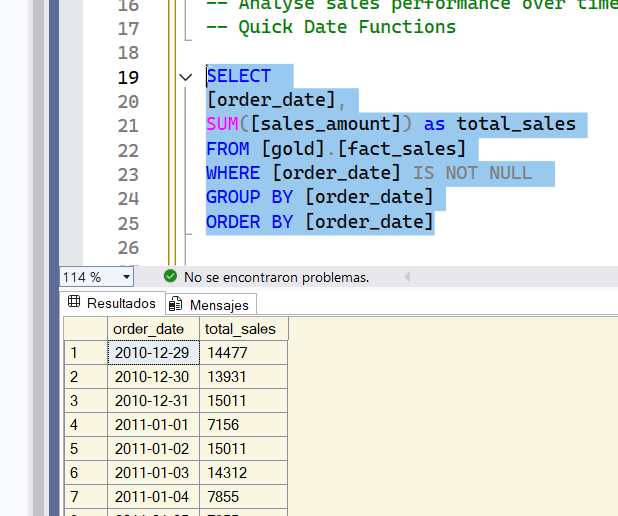 16 -- Analyse sales performance over time
17 -- Quick Date Functions
18
19 SELECT
20 [order_date],
21 SUM([sales_amount]) as total_sales
22 FROM [gold].[fact_sales]
23 WHERE [order_date] IS NOT NULL
24 GROUP BY [order_date]
25 ORDER BY [order_date]
26
114 % No se encontraron problemas.
Resultados Mensajes
order_date total_sales
1 2010-12-29 14477
2 2010-12-30 13931
3 2010-12-31 15011
4 2011-01-01 7156
5 2011-01-02 15011
6 2011-01-03 14312
7 2011-01-04 7855